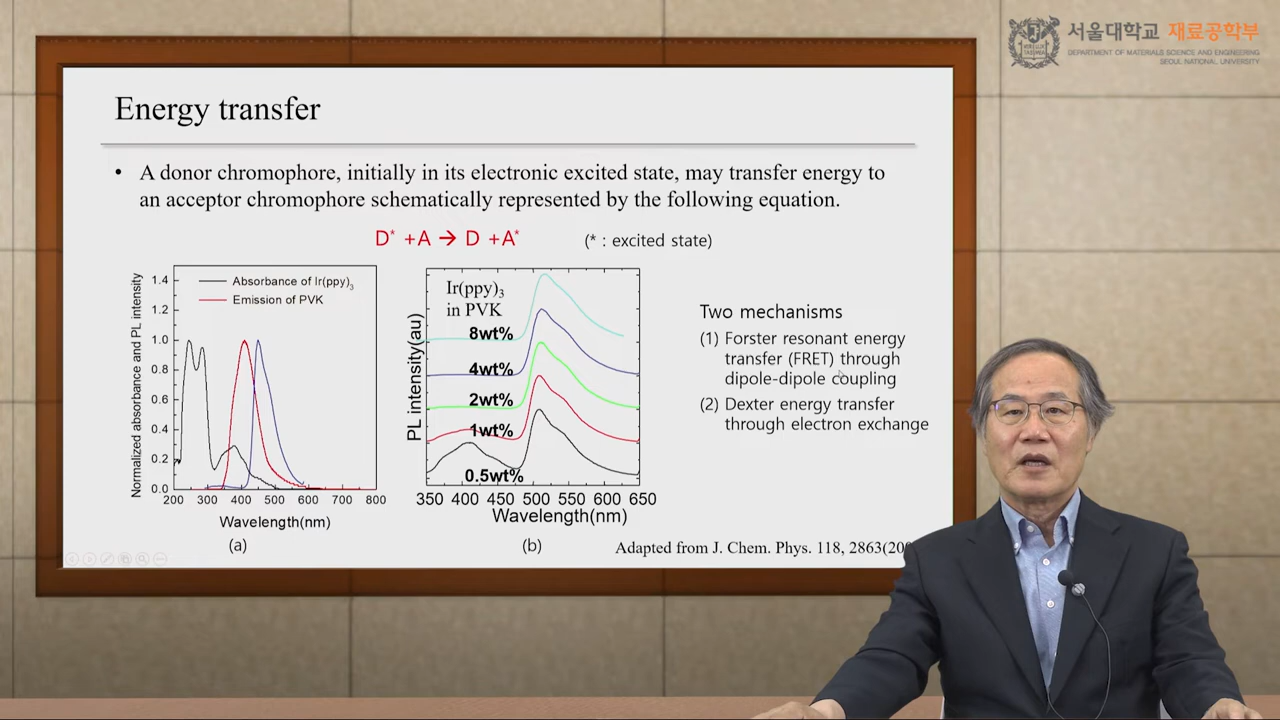 서울대학교 재료공학부
DEPARTMENT OF MATERIALS SCIENCE AND ENGINEERING
SEOUL NATIONAL UNIVERSITY
Energy transfer
• A donor chromophore, initially in its electronic excited state, may transfer energy to
an acceptor chromophore schematically represented by the following equation.
D* +A → D +A* (* : excited state)
Normalized absorbance and PL intensity
1.4
1.2
1.0
0.8
0.6
0.4
0.2
0.0
Absorbance of Ir(ppy)3
Emission of PVK
200 300 400 500 600 700 800
Wavelength(nm)
(a)
PL intensity(au)
Ir(ppy)3
in PVK
8wt%
4wt%
2wt%
1wt%
0.5wt%
350 400 450 500 550 600 650
Wavelength(nm)
(b)
Two mechanisms
(1) Forster resonant energy
transfer (FRET) through
dipole-dipole coupling
(2) Dexter energy transfer
through electron exchange
Adapted from J. Chem. Phys. 118, 2863(20